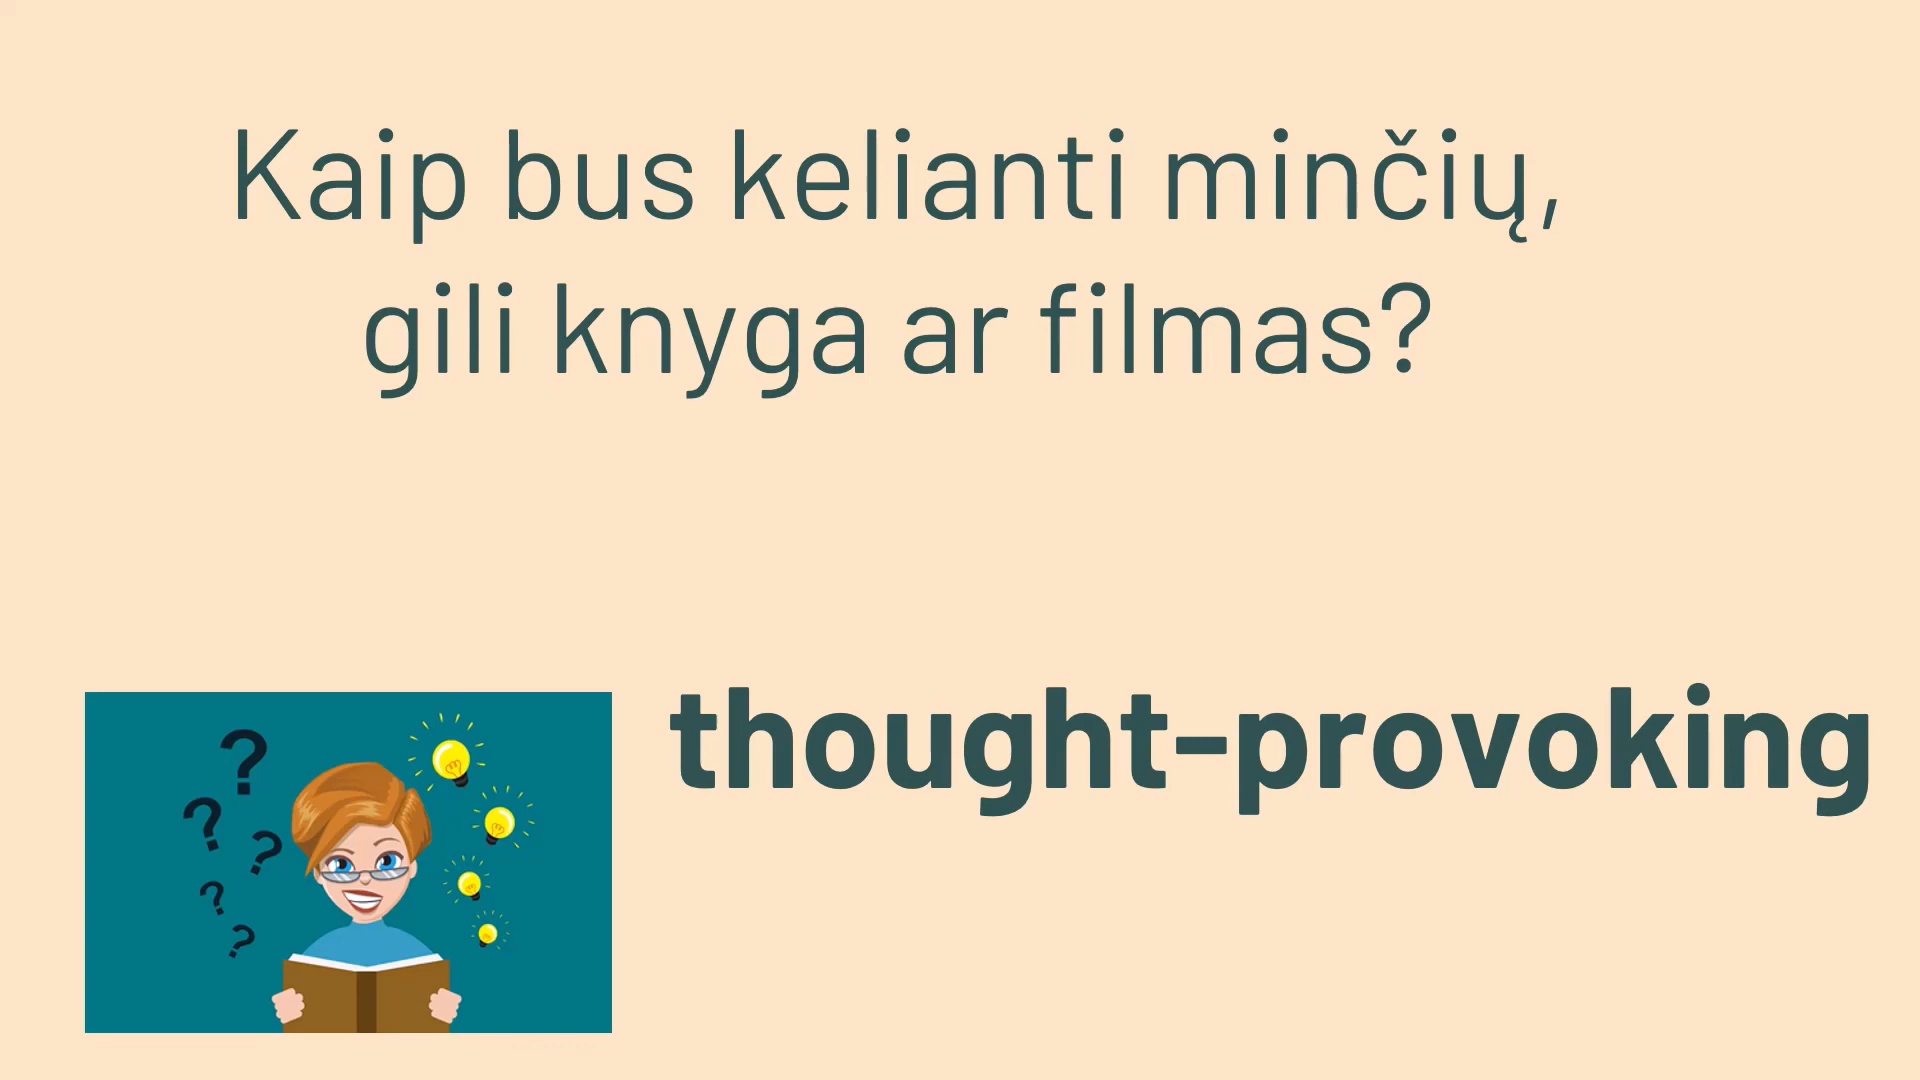 Kaip bus kelianti minčių,
gili knyga ar filmas?
thought-provoking